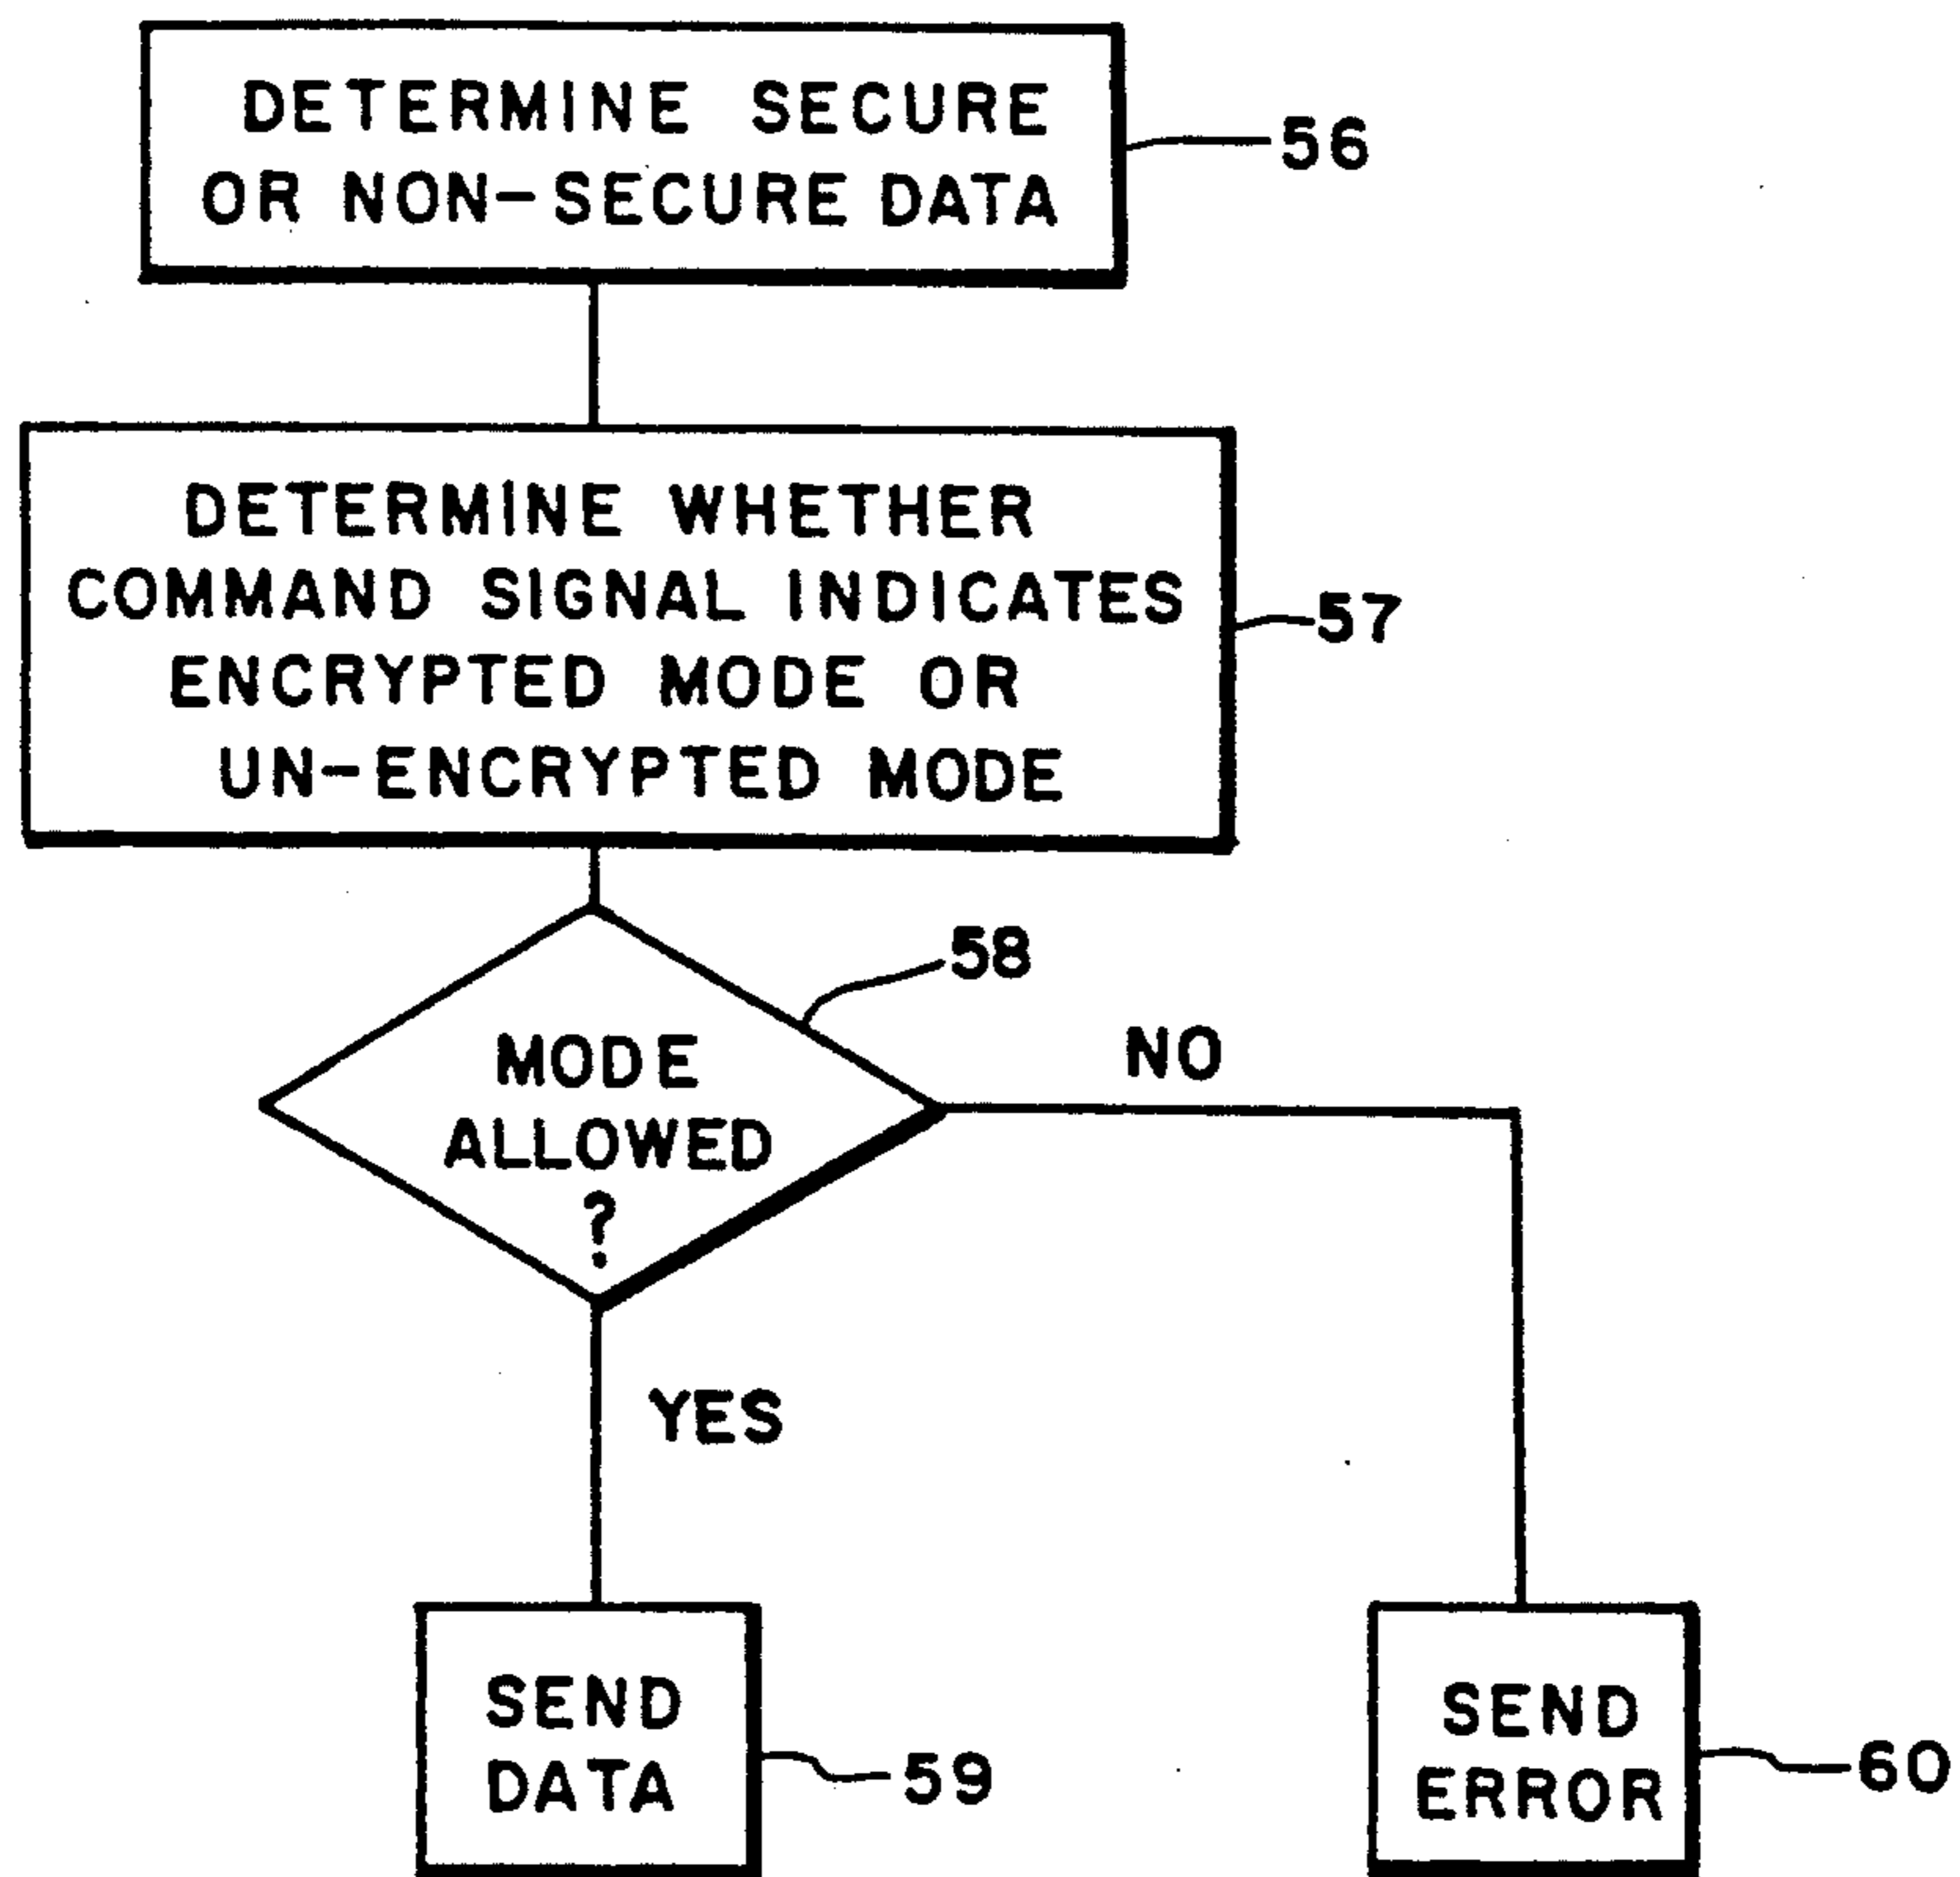 DETERMINE SECURE
OR NON-SECURE DATA
56
DETERMINE WHETHER
COMMAND SIGNAL INDICATES
ENCRYPTED MODE OR
UN-ENCRYPTED MODE
57
58
MODE
ALLOWED
?
NO
YES
SEND
DATA
59
SEND
ERROR
60